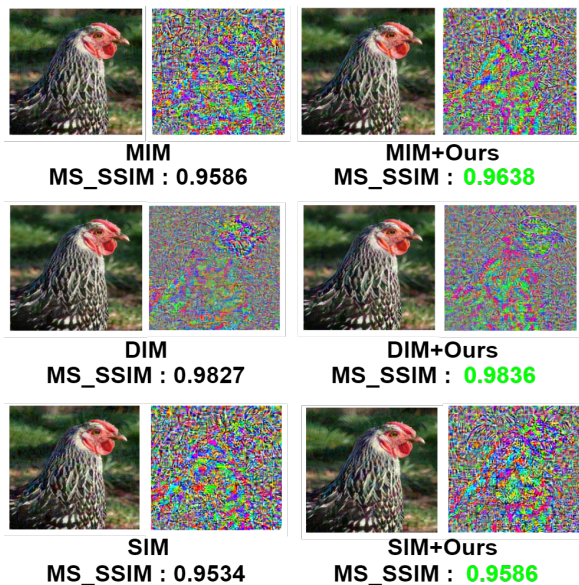 MIM
MS_SSIM : 0.9586
MIM+Ours
MS_SSIM : 0.9638
DIM
MS_SSIM : 0.9827
DIM+Ours
MS_SSIM : 0.9836
SIM
MS_SSIM : 0.9534
SIM+Ours
MS_SSIM : 0.9586